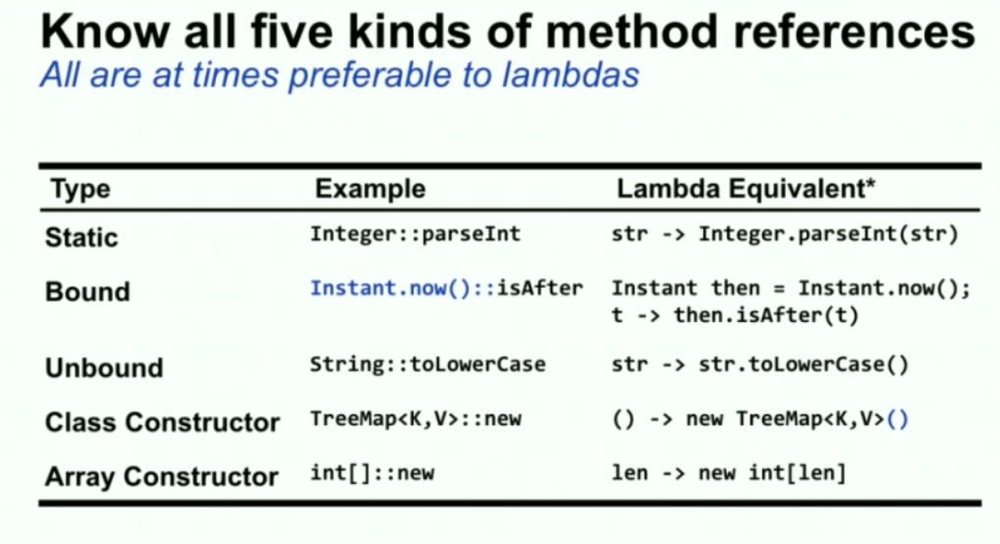 Know all five kinds of method references
All are at times preferable to lambdas
Type Example Lambda Equivalent*
Static Integer::parseInt str -> Integer.parseInt(str)
Bound Instant.now()::isAfter Instant then = Instant.now();
t -> then.isAfter(t)
Unbound String::toLowerCase str -> str.toLowerCase()
Class Constructor TreeMap<K,V>::new () -> new TreeMap<K,V>()
Array Constructor int[]::new len -> new int[len]